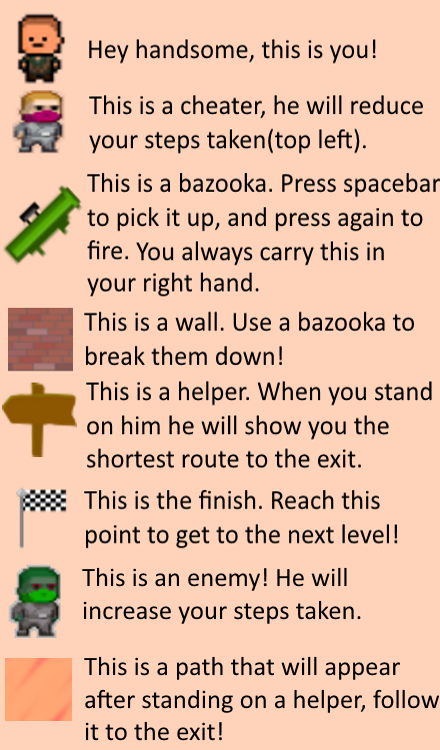 Hey handsome, this is you!
This is a cheater, he will reduce
your steps taken(top left).
This is a bazooka. Press spacebar
to pick it up, and press again to
fire. You always carry this in
your right hand.
This is a wall. Use a bazooka to
break them down!
This is a helper. When you stand
on him he will show you the
shortest route to the exit.
This is the finish. Reach this
point to get to the next level!
This is an enemy! He will
increase your steps taken.
This is a path that will appear
after standing on a helper, follow
it to the exit!